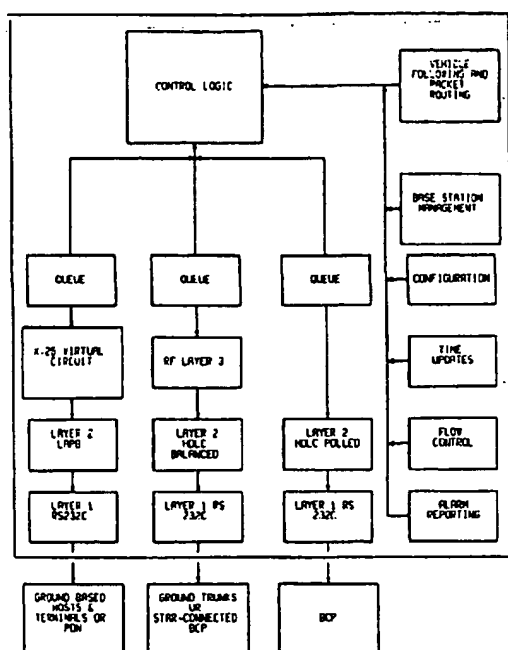 CONTROL LOGIC
VEHICLE
FOLLOWING AND
PACKET
ROUTING
BASE STATION
MANAGEMENT
CONFIGURATION
TIME
UPDATES
FLOW
CONTROL
ALARM
REPORTING
QUEUE
QUEUE
QUEUE
X.25 VIRTUAL
CIRCUIT
RF LAYER 3
LAYER 2
LAPB
LAYER 2
HDLC
BALANCED
LAYER 2
HDLC POLLED
LAYER 1
RS232C
LAYER 1 RS
232C
LAYER 1 RS
232C
GROUND BASED
HOSTS &
TERMINALS OR
PDN
GROUND TRUNKS
OR
STAR-CONNECTED
BCP
BCP